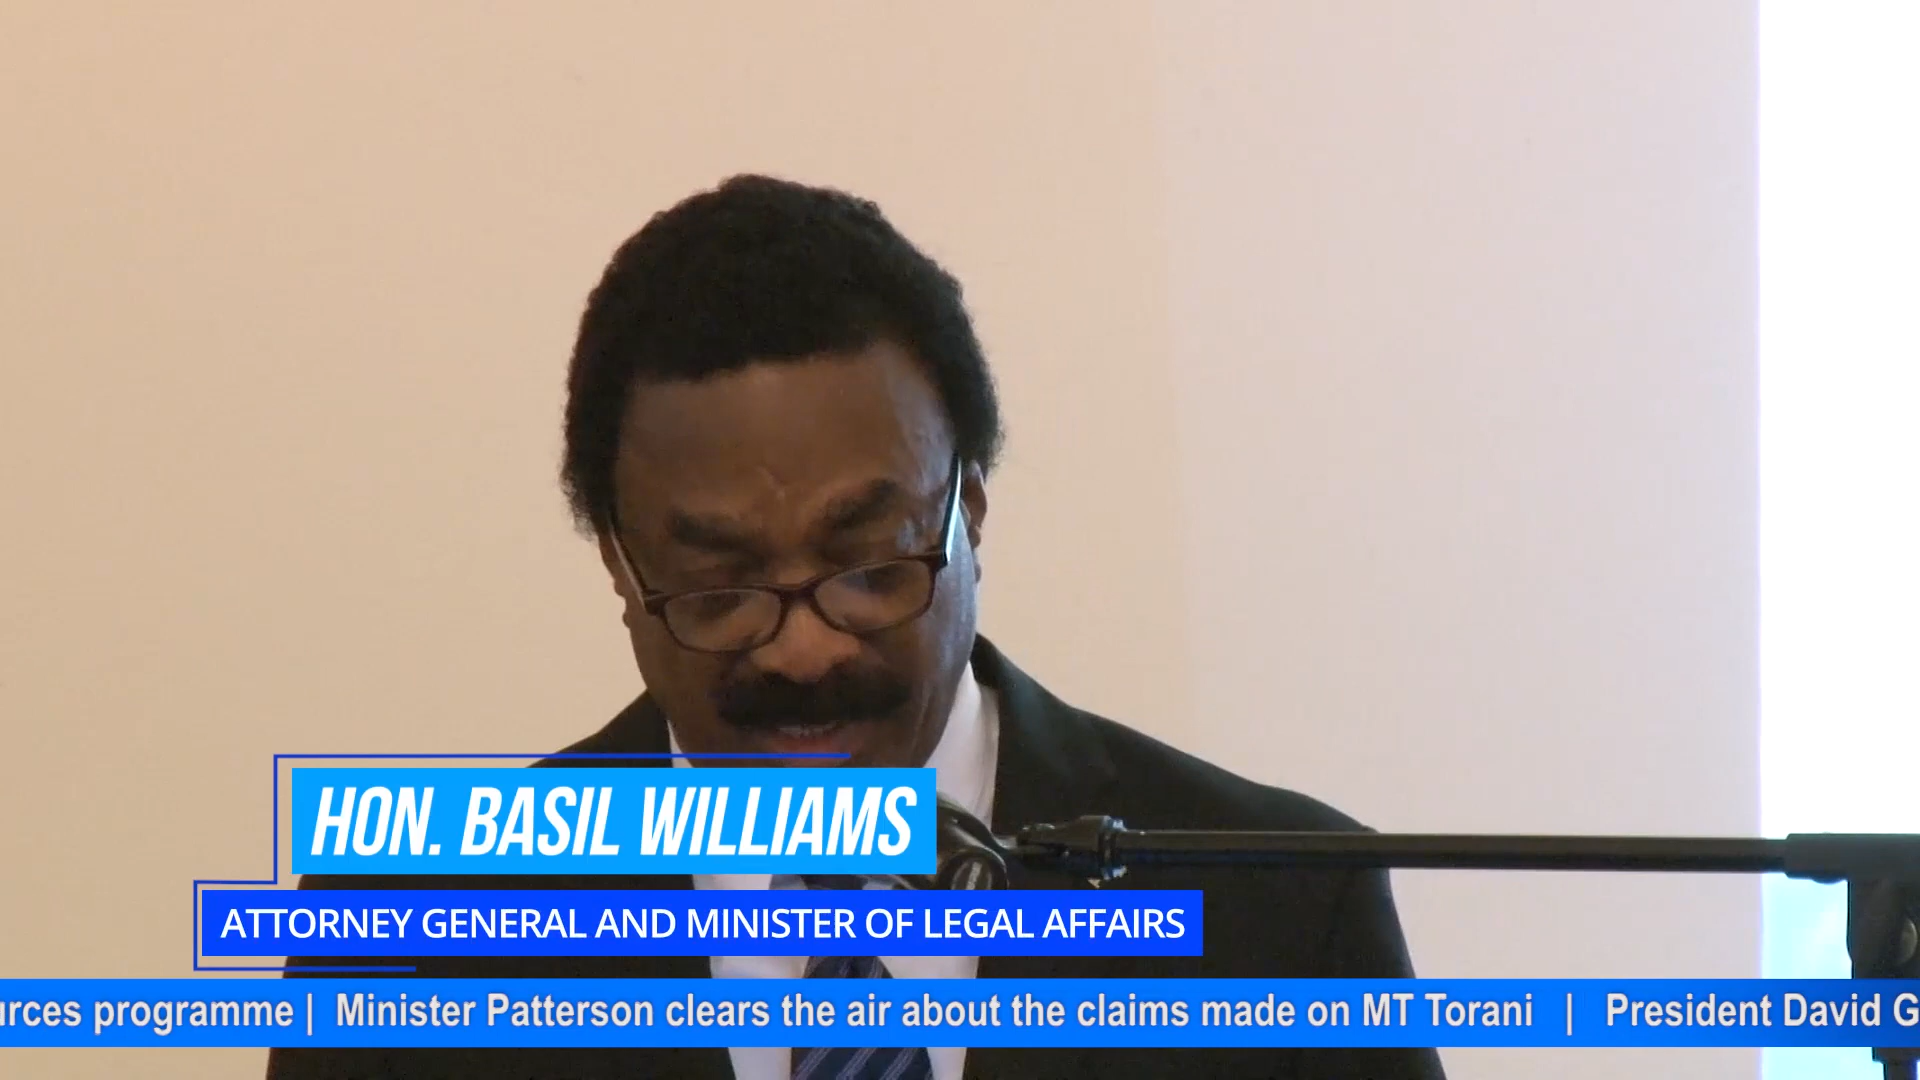 HON. BASIL WILLIAMS
ATTORNEY GENERAL AND MINISTER OF LEGAL AFFAIRS
urces programme | Minister Patterson clears the air about the claims made on MT Torani | President David G